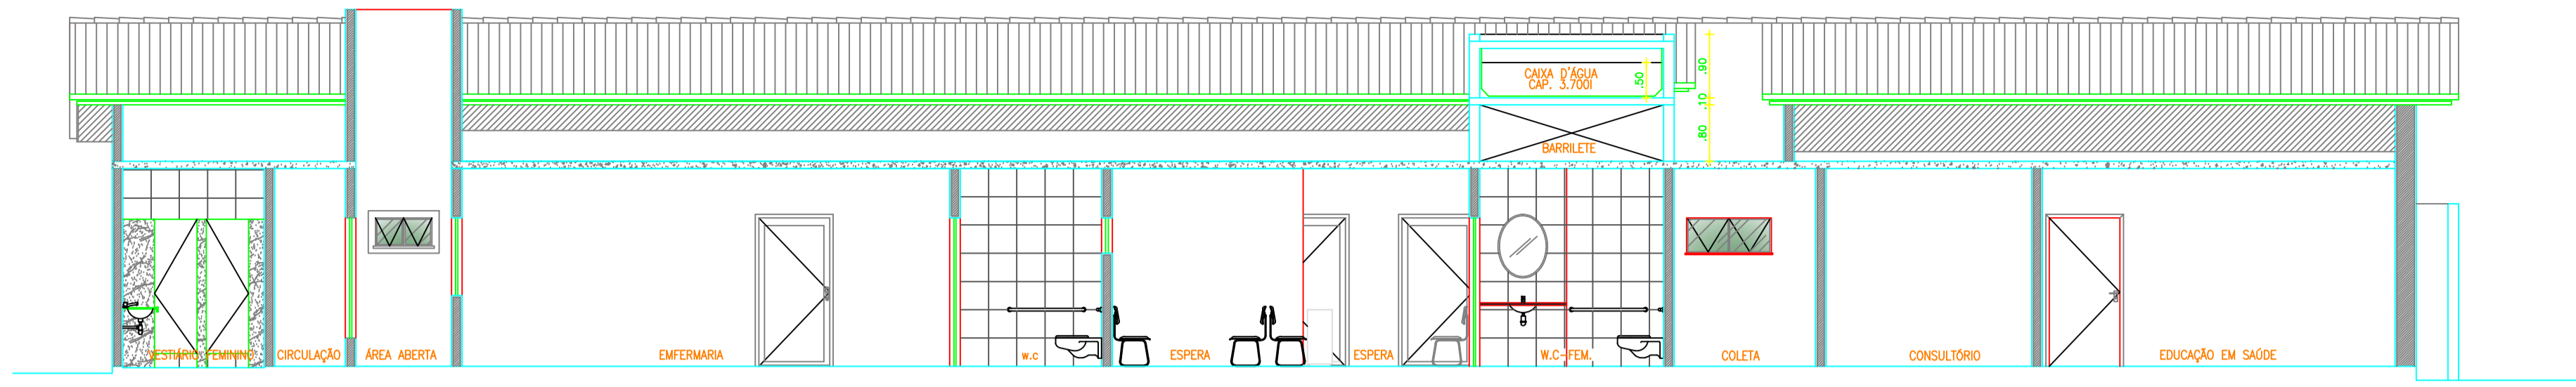 CAIXA D'ÁGUA
CAP. 3.700l
.50
.90
.10
.80
BARRILETE
VESTIÁRIO FEMININO
CIRCULAÇÃO
ÁREA ABERTA
EMFERMARIA
w.c
ESPERA
ESPERA
W.C-FEM.
COLETA
CONSULTÓRIO
EDUCAÇÃO EM SAÚDE